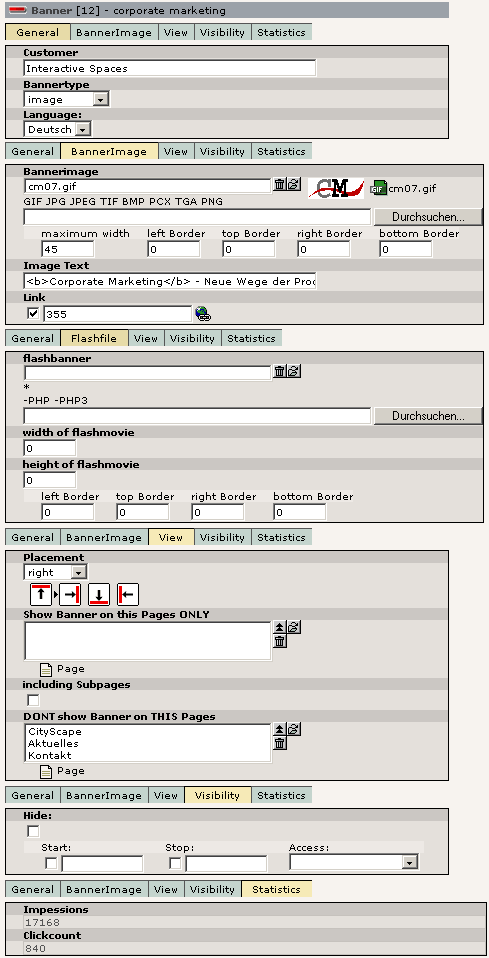 Banner [12] - corporate marketing
General BannerImage View Visibility Statistics
Customer
Interactive Spaces
Bannertype
image
Language:
Deutsch
General BannerImage View Visibility Statistics
Bannerimage
cm07.gif CM GIF cm07.gif
GIF JPG JPEG TIF BMP PCX TGA PNG
Durchsuchen...
maximum width left Border top Border right Border bottom Border
45 0 0 0 0
Image Text
<b>Corporate Marketing</b> - Neue Wege der Proc
Link
355
General Flashfile View Visibility Statistics
flashbanner
*
-PHP -PHP3
Durchsuchen...
width of flashmovie
0
height of flashmovie
0
left Border top Border right Border bottom Border
0 0 0 0
General BannerImage View Visibility Statistics
Placement
right
Show Banner on this Pages ONLY
Page
including Subpages
DONT show Banner on THIS Pages
CityScape
Aktuelles
Kontakt
Page
General BannerImage View Visibility Statistics
Hide:
Start: Stop: Access:
General BannerImage View Visibility Statistics
Impessions
17168
Clickcount
840